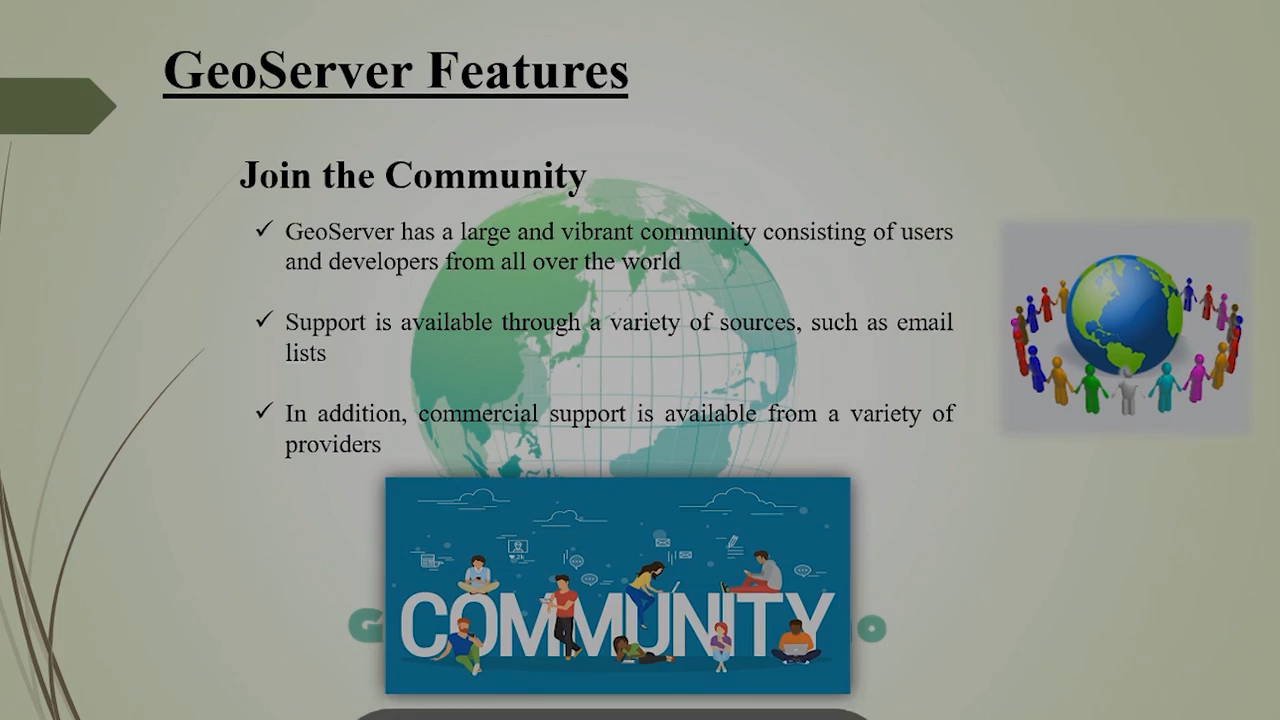 GeoServer Features
Join the Community
✓ GeoServer has a large and vibrant community consisting of users
and developers from all over the world
✓ Support is available through a variety of sources, such as email
lists
✓ In addition, commercial support is available from a variety of
providers
COMMUNITY
G
o